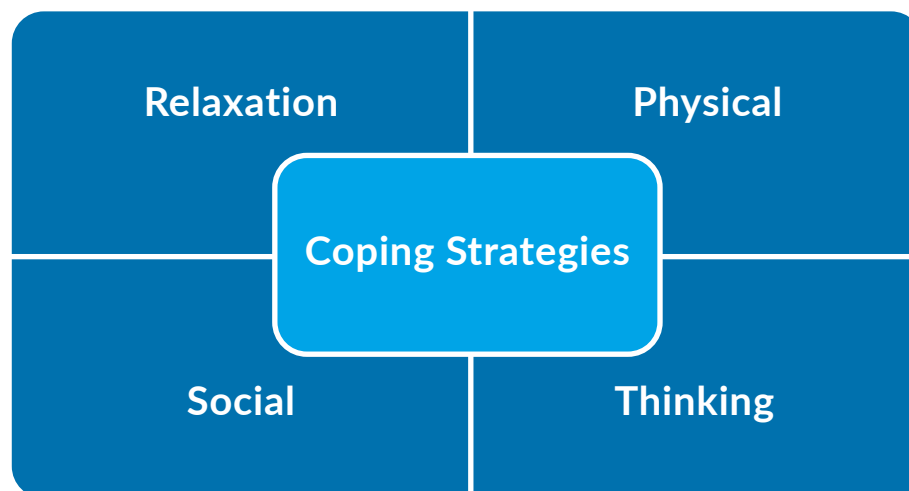 Relaxation
Physical
Coping Strategies
Social
Thinking